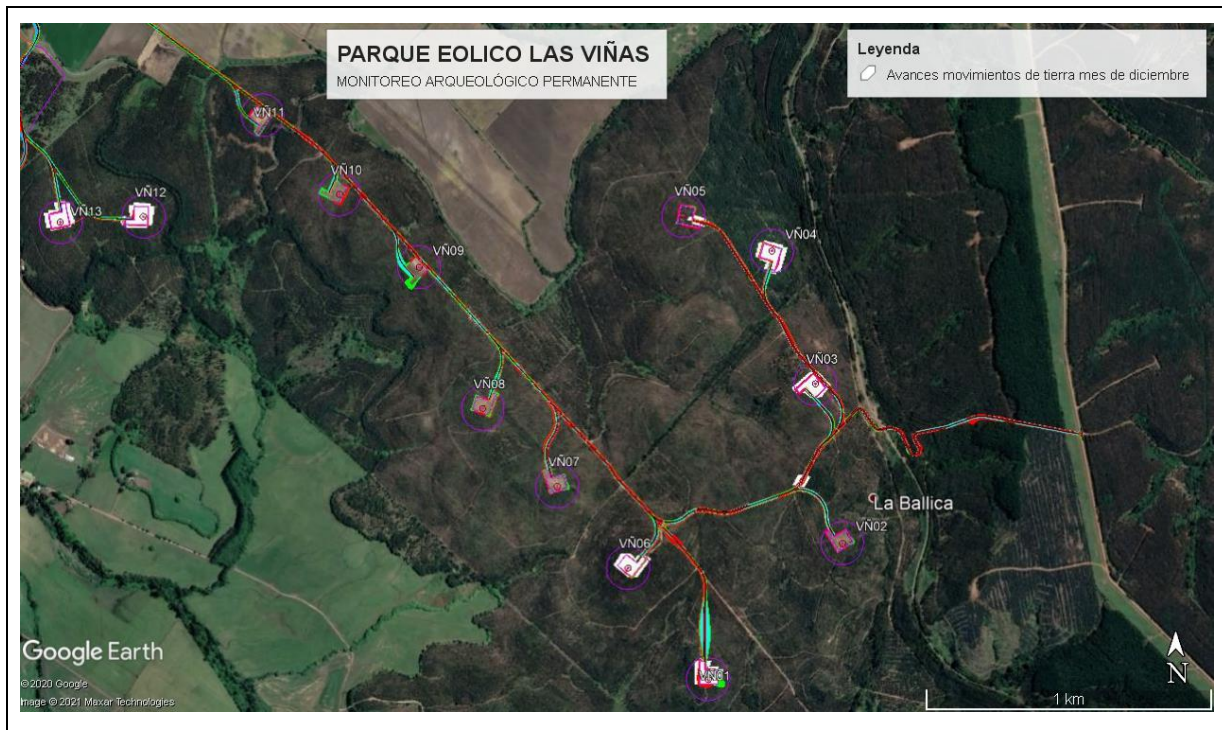 PARQUE EOLICO LAS VIÑAS
MONITOREO ARQUEOLÓGICO PERMANENTE
Leyenda
Avances movimientos de tierra mes de diciembre
VÑ11
VÑ10
VÑ12
VÑ13
VÑ05
VÑ04
VÑ09
VÑ03
VÑ08
VÑ07
La Ballica
VÑ02
VÑ06
VÑ01
Google Earth
© 2020 Google
Image © 2021 Maxar Technologies
N
1 km